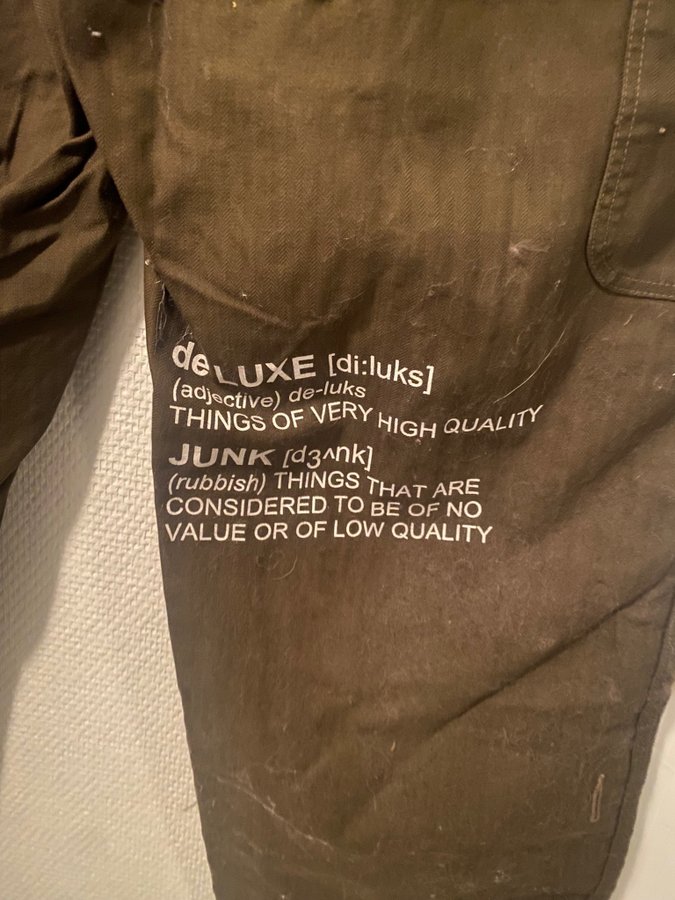 deLUXE [di:luks]
(adjective) de-luks
THINGS OF VERY HIGH QUALITY
JUNK [dʒʌnk]
(rubbish) THINGS THAT ARE
CONSIDERED TO BE OF NO
VALUE OR OF LOW QUALITY